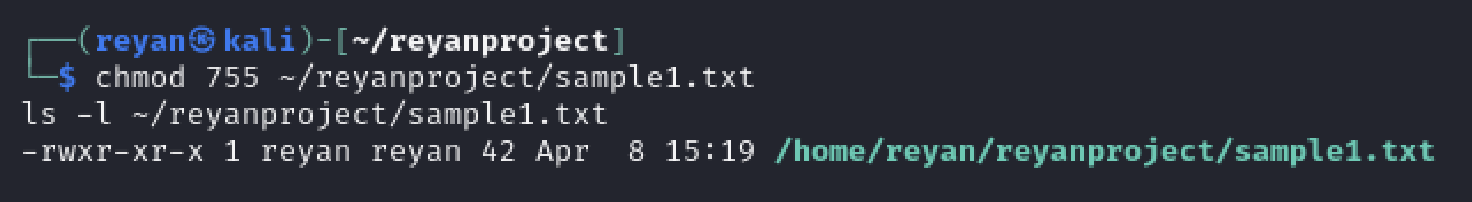 ┌──(reyan㉿kali)-[~/reyanproject]
└─$ chmod 755 ~/reyanproject/sample1.txt
ls -l ~/reyanproject/sample1.txt
-rwxr-xr-x 1 reyan reyan 42 Apr  8 15:19 /home/reyan/reyanproject/sample1.txt